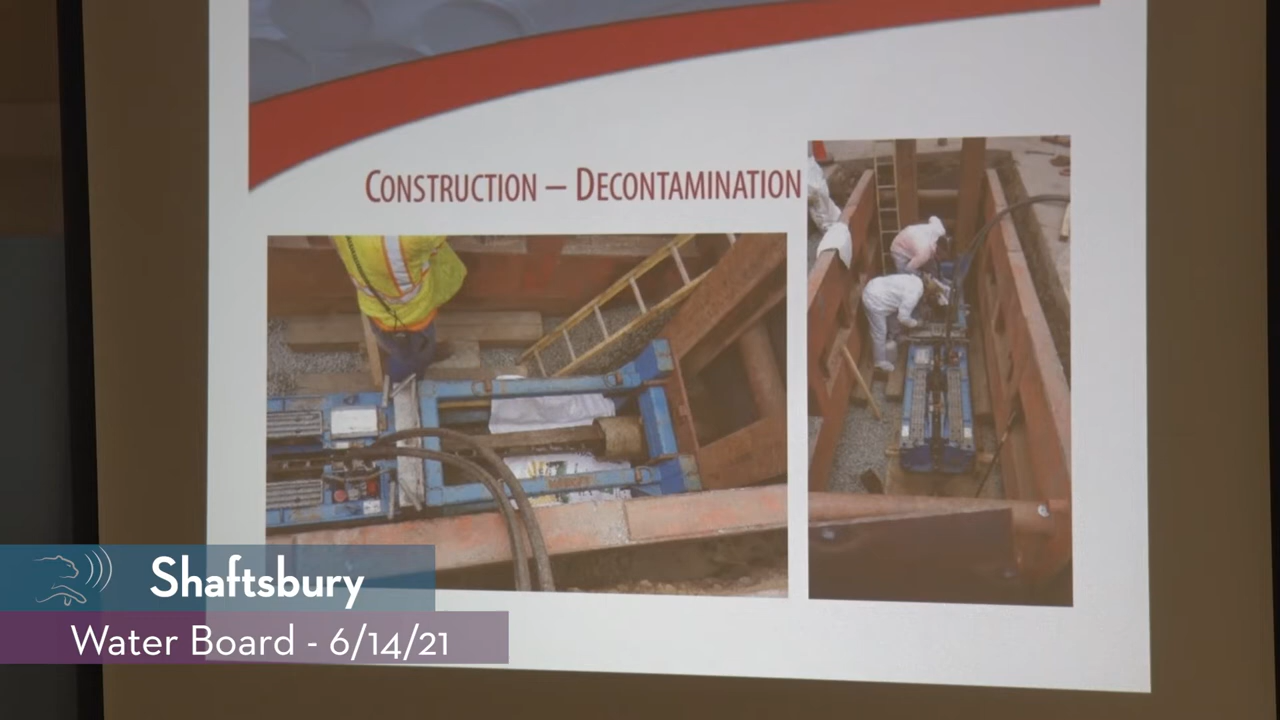 CONSTRUCTION – DECONTAMINATION
Shaftsbury
Water Board - 6/14/21